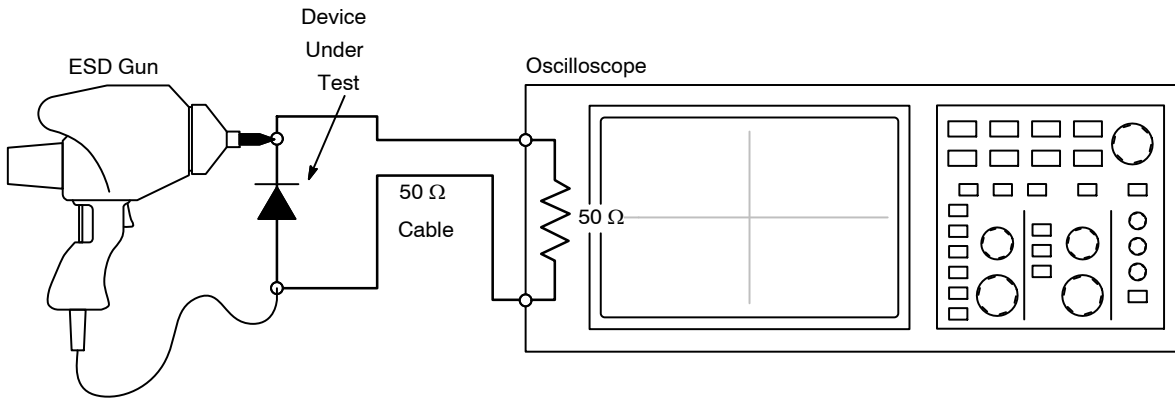 Device
Under
Test
ESD Gun
Oscilloscope
50 Ω
Cable
50 Ω